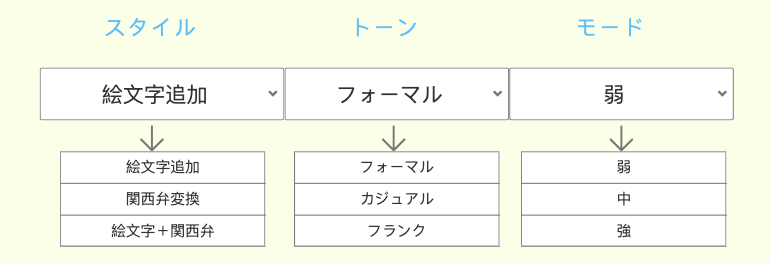 スタイル トーン モード
絵文字追加 フォーマル 弱
絵文字追加 フォーマル 弱
関西弁変換 カジュアル 中
絵文字＋関西弁 フランク 強